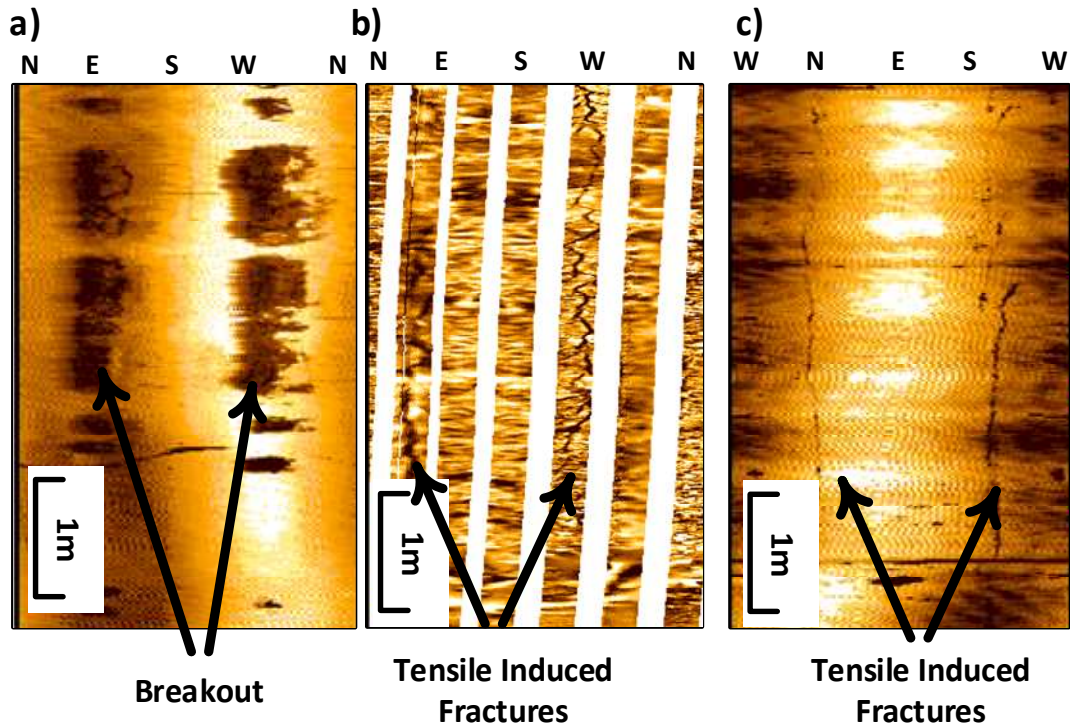 a)
N E S W N
1m
Breakout
b)
N E S W N
1m
Tensile Induced
Fractures
c)
W N E S W
1m
Tensile Induced
Fractures